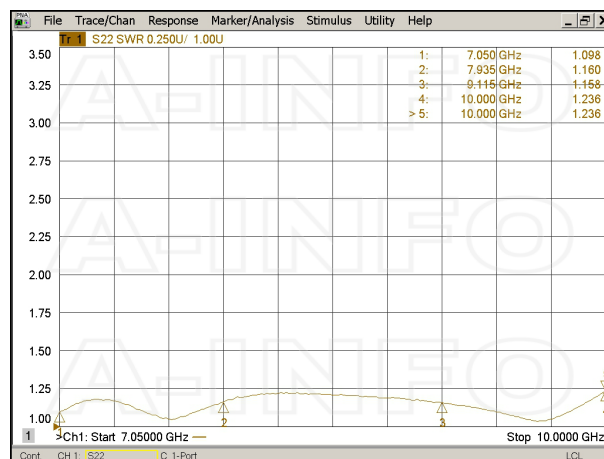 PNA File Trace/Chan Response Marker/Analysis Stimulus Utility Help
Tr 1 S22 SWR 0.250U/ 1.00U
3.50
3.25
3.00
2.75
2.50
2.25
2.00
1.75
1.50
1.25
1.00
1: 7.050 GHz 1.098
2: 7.935 GHz 1.160
3: 9.115 GHz 1.158
4: 10.000 GHz 1.236
> 5: 10.000 GHz 1.236
A-INFO
A-INFO
A-INFO
2
3
1 >Ch1: Start 7.05000 GHz Stop 10.0000 GHz
Cont. CH 1: S22 C 1-Port LCL